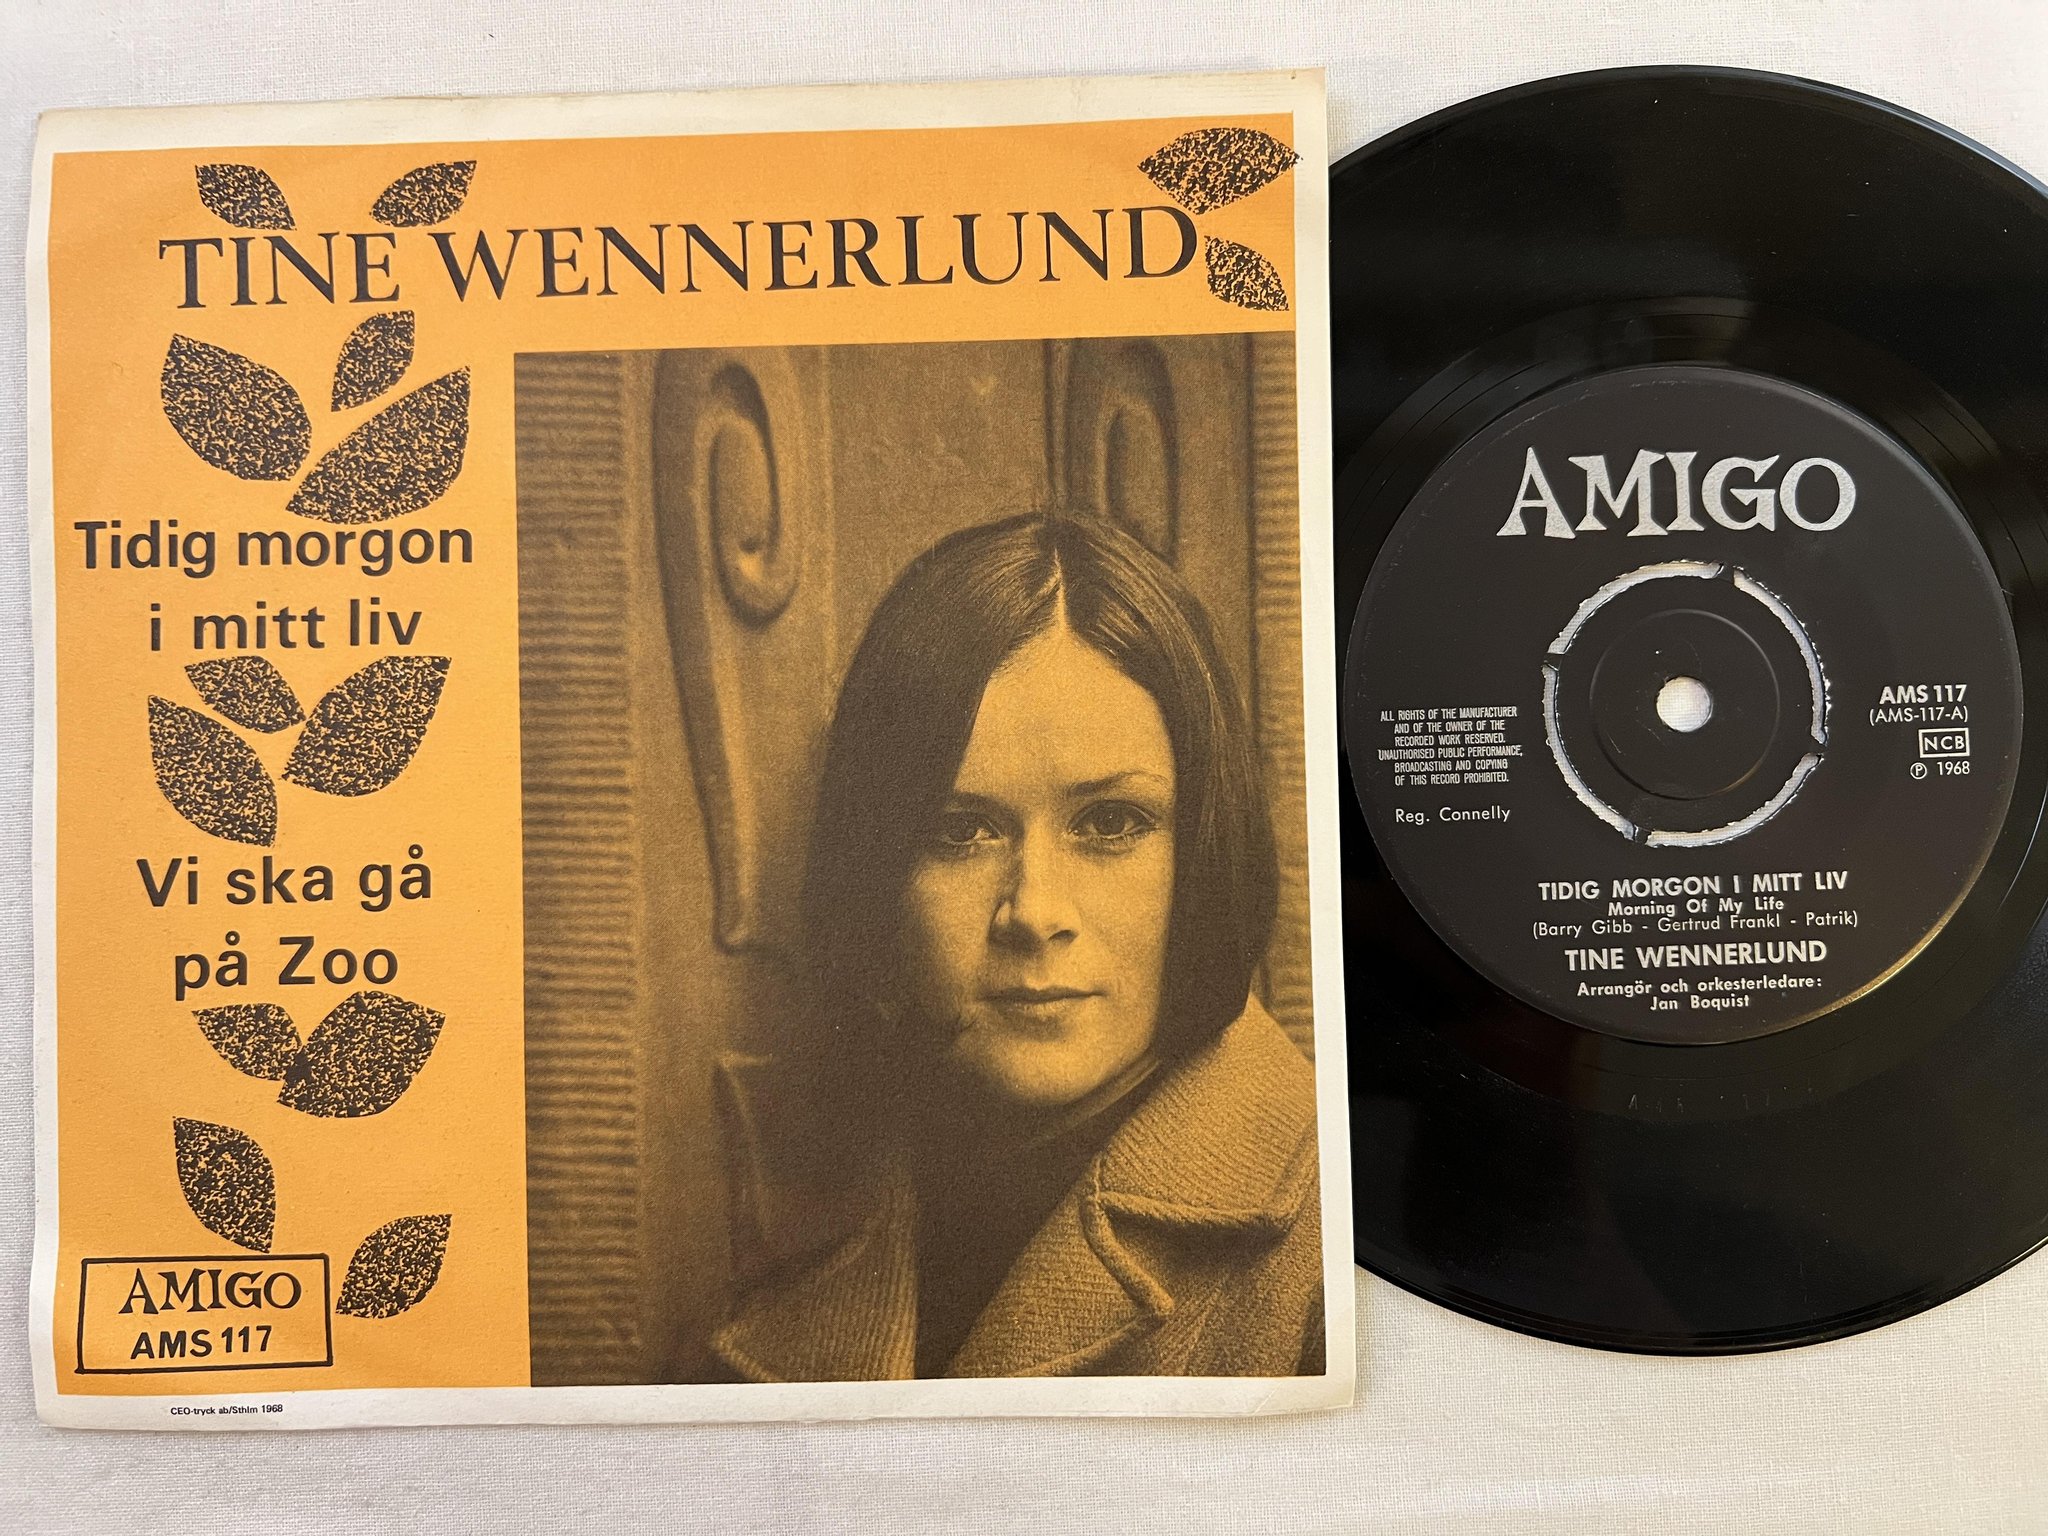 TINE WENNERLUND
Tidig morgon
i mitt liv
Vi ska gå
på Zoo
AMIGO
AMS 117
CEO-tryck ab/Sthlm 1968
AMIGO
ALL RIGHTS OF THE MANUFACTURER
AND OF THE OWNER OF THE
RECORDED WORK RESERVED.
UNAUTHORISED PUBLIC PERFORMANCE,
BROADCASTING AND COPYING
OF THIS RECORD PROHIBITED.
Reg. Connelly
AMS 117
(AMS-117-A)
NCB
℗ 1968
TIDIG MORGON I MITT LIV
Morning Of My Life
(Barry Gibb - Gertrud Frankl - Patrik)
TINE WENNERLUND
Arrangör och orkesterledare:
Jan Boquist